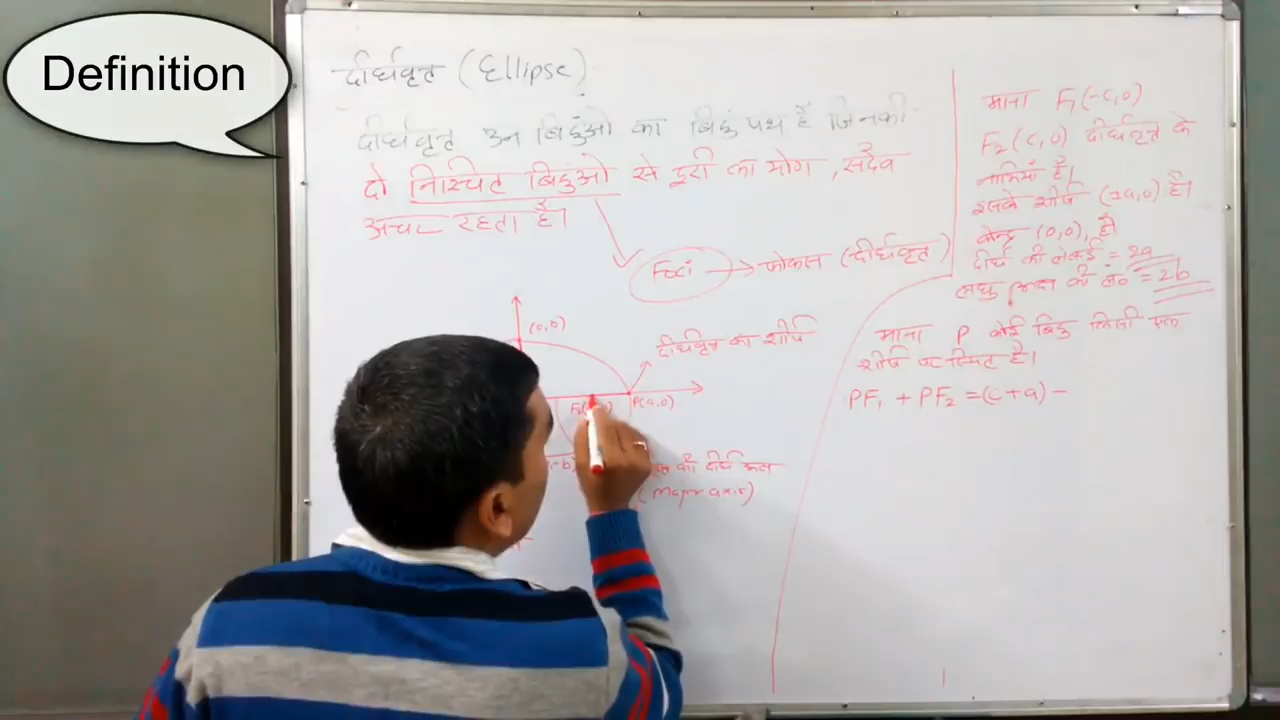 Definition
दीर्घवृत (Ellipse)
दीर्घवृत उन बिंदुओं का बिंदु पथ है जिनकी
दो निश्चित बिंदुओं से दूरी का योग, सदैव
अचर रहता है।
Foci → फोकस (दीर्घवृत)
(0,0)
दीर्घवृत का शीर्ष
P(a,0)
-b)
की दीर्घ अक्ष
(major axis)
माना F₁(-c,0)
F₂(c,0) दीर्घवृत के
नाभियाँ है।
इसके शीर्ष (±a,0) है।
केन्द्र (0,0), है।
दीर्घ की लंबाई = 2a
लघु अक्ष की लं० = 2b
माना P कोई बिंदु किसी एक
शीर्ष पर स्थित है।
PF₁ + PF₂ = (c+a) -